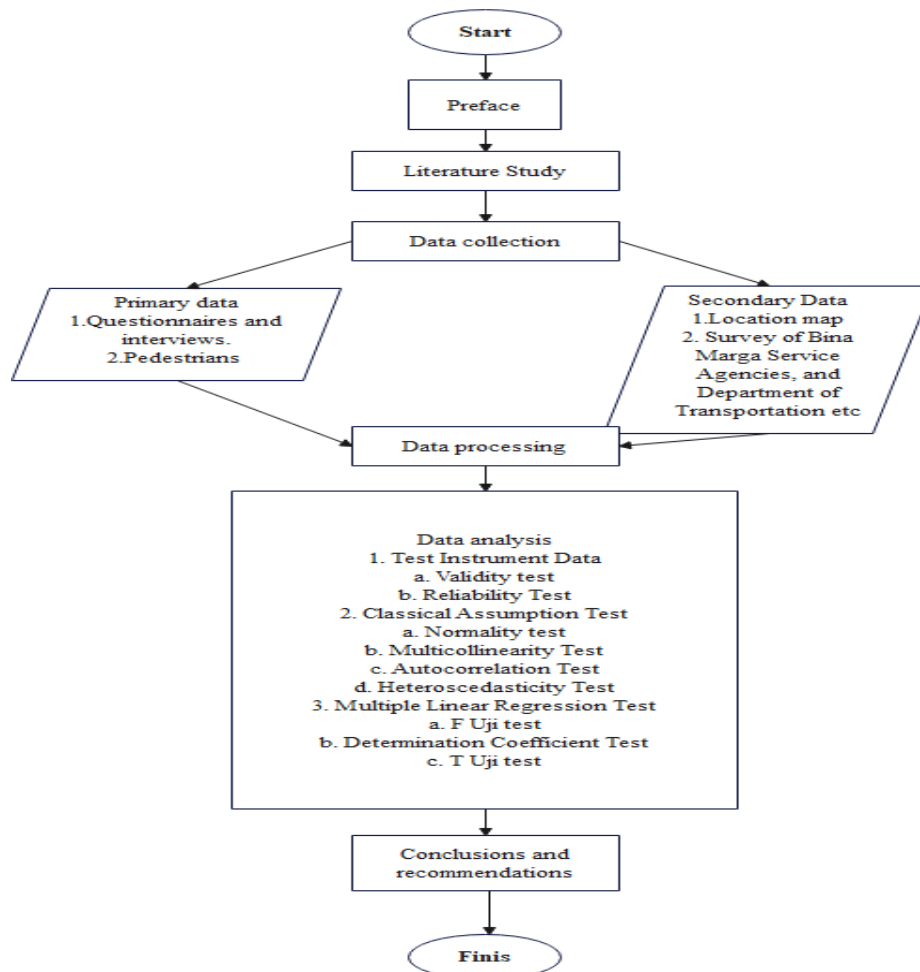 Start
Preface
Literature Study
Data collection
Primary data
1.Questionnaires and
interviews.
2.Pedestrians
Secondary Data
1.Location map
2. Survey of Bina
Marga Service
Agencies, and
Department of
Transportation etc
Data processing
Data analysis
1. Test Instrument Data
a. Validity test
b. Reliability Test
2. Classical Assumption Test
a. Normality test
b. Multicollinearity Test
c. Autocorrelation Test
d. Heteroscedasticity Test
3. Multiple Linear Regression Test
a. F Uji test
b. Determination Coefficient Test
c. T Uji test
Conclusions and
recommendations
Finis